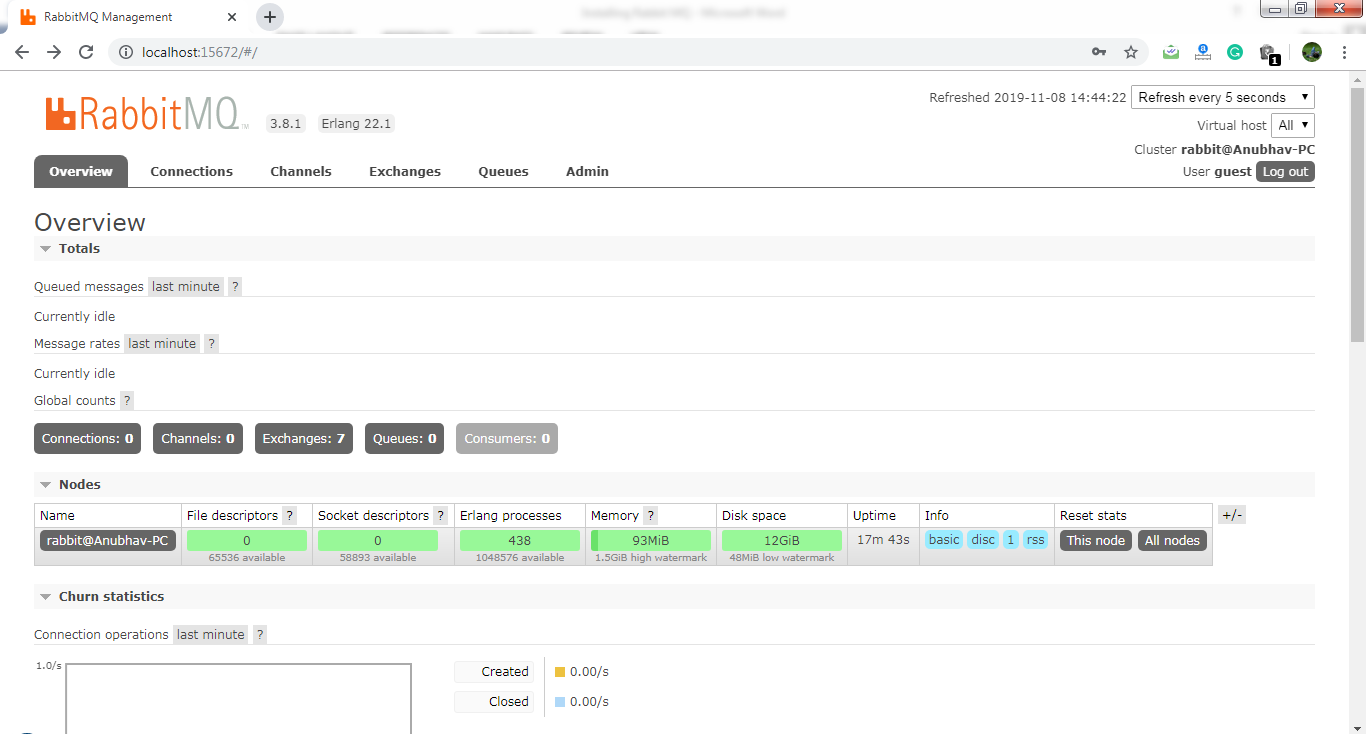 RabbitMQ Management
localhost:15672/#/
1
RabbitMQ TM 3.8.1 Erlang 22.1
Refreshed 2019-11-08 14:44:22 Refresh every 5 seconds
Virtual host All
Cluster rabbit@Anubhav-PC
User guest Log out
Overview Connections Channels Exchanges Queues Admin
Overview
Totals
Queued messages last minute ?
Currently idle
Message rates last minute ?
Currently idle
Global counts ?
Connections: 0 Channels: 0 Exchanges: 7 Queues: 0 Consumers: 0
Nodes
Name File descriptors ? Socket descriptors ? Erlang processes Memory ? Disk space Uptime Info Reset stats +/-
rabbit@Anubhav-PC 0 0 438 93MiB 12GiB 17m 43s basic disc 1 rss This node All nodes
65536 available 58893 available 1048576 available 1.5GiB high watermark 48MiB low watermark
Churn statistics
Connection operations last minute ?
1.0/s
Created 0.00/s
Closed 0.00/s